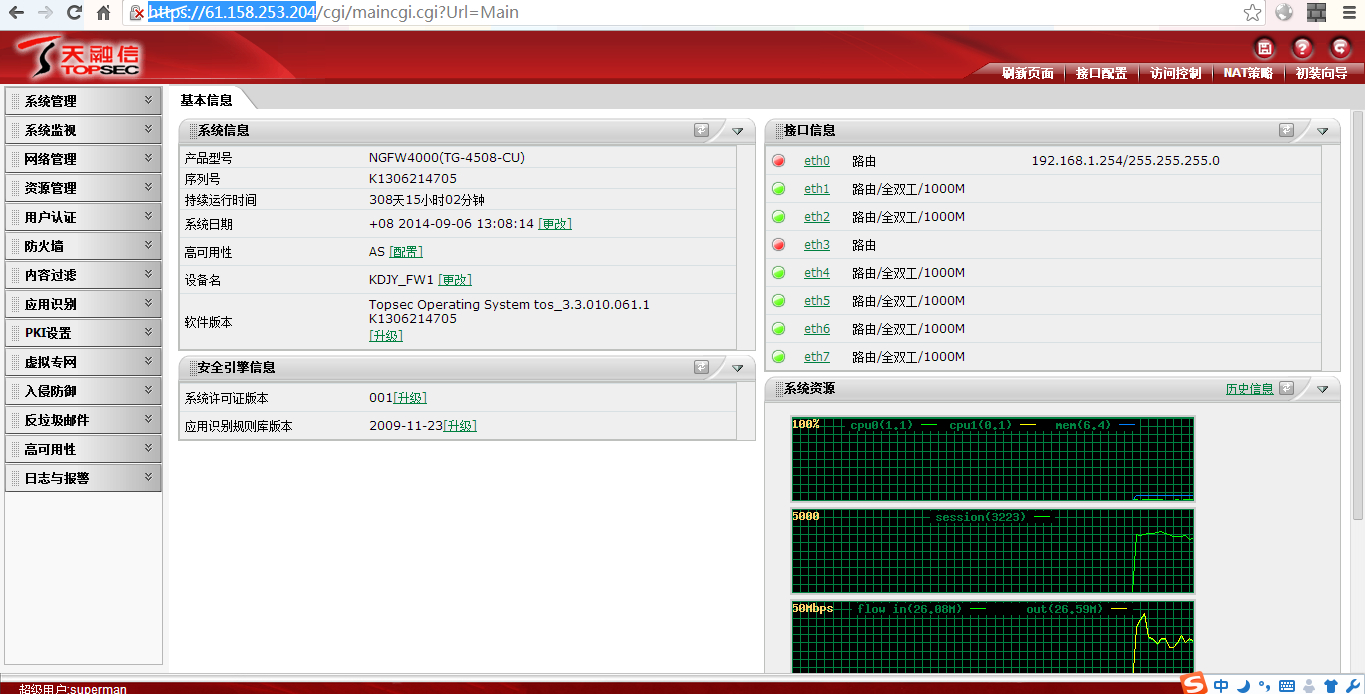 https://61.158.253.204/cgi/maincgi.cgi?Url=Main
天融信
TOPSEC
刷新页面 接口配置 访问控制 NAT策略 初装向导
系统管理
系统监视
网络管理
资源管理
用户认证
防火墙
内容过滤
应用识别
PKI设置
虚拟专网
入侵防御
反垃圾邮件
高可用性
日志与报警
基本信息
系统信息
产品型号 NGFW4000(TG-4508-CU)
序列号 K1306214705
持续运行时间 308天15小时02分钟
系统日期 +08 2014-09-06 13:08:14 [更改]
高可用性 AS [配置]
设备名 KDJY_FW1 [更改]
软件版本 Topsec Operating System tos_3.3.010.061.1
K1306214705
[升级]
安全引擎信息
系统许可证版本 001[升级]
应用识别规则库版本 2009-11-23[升级]
接口信息
eth0 路由 192.168.1.254/255.255.255.0
eth1 路由/全双工/1000M
eth2 路由/全双工/1000M
eth3 路由
eth4 路由/全双工/1000M
eth5 路由/全双工/1000M
eth6 路由/全双工/1000M
eth7 路由/全双工/1000M
系统资源 历史信息
100% cpu0(1.1) cpu1(0.1) mem(6.4)
5000 session(3223)
50Mbps flow in(26.08M) out(26.59M)
超级用户:superman
中